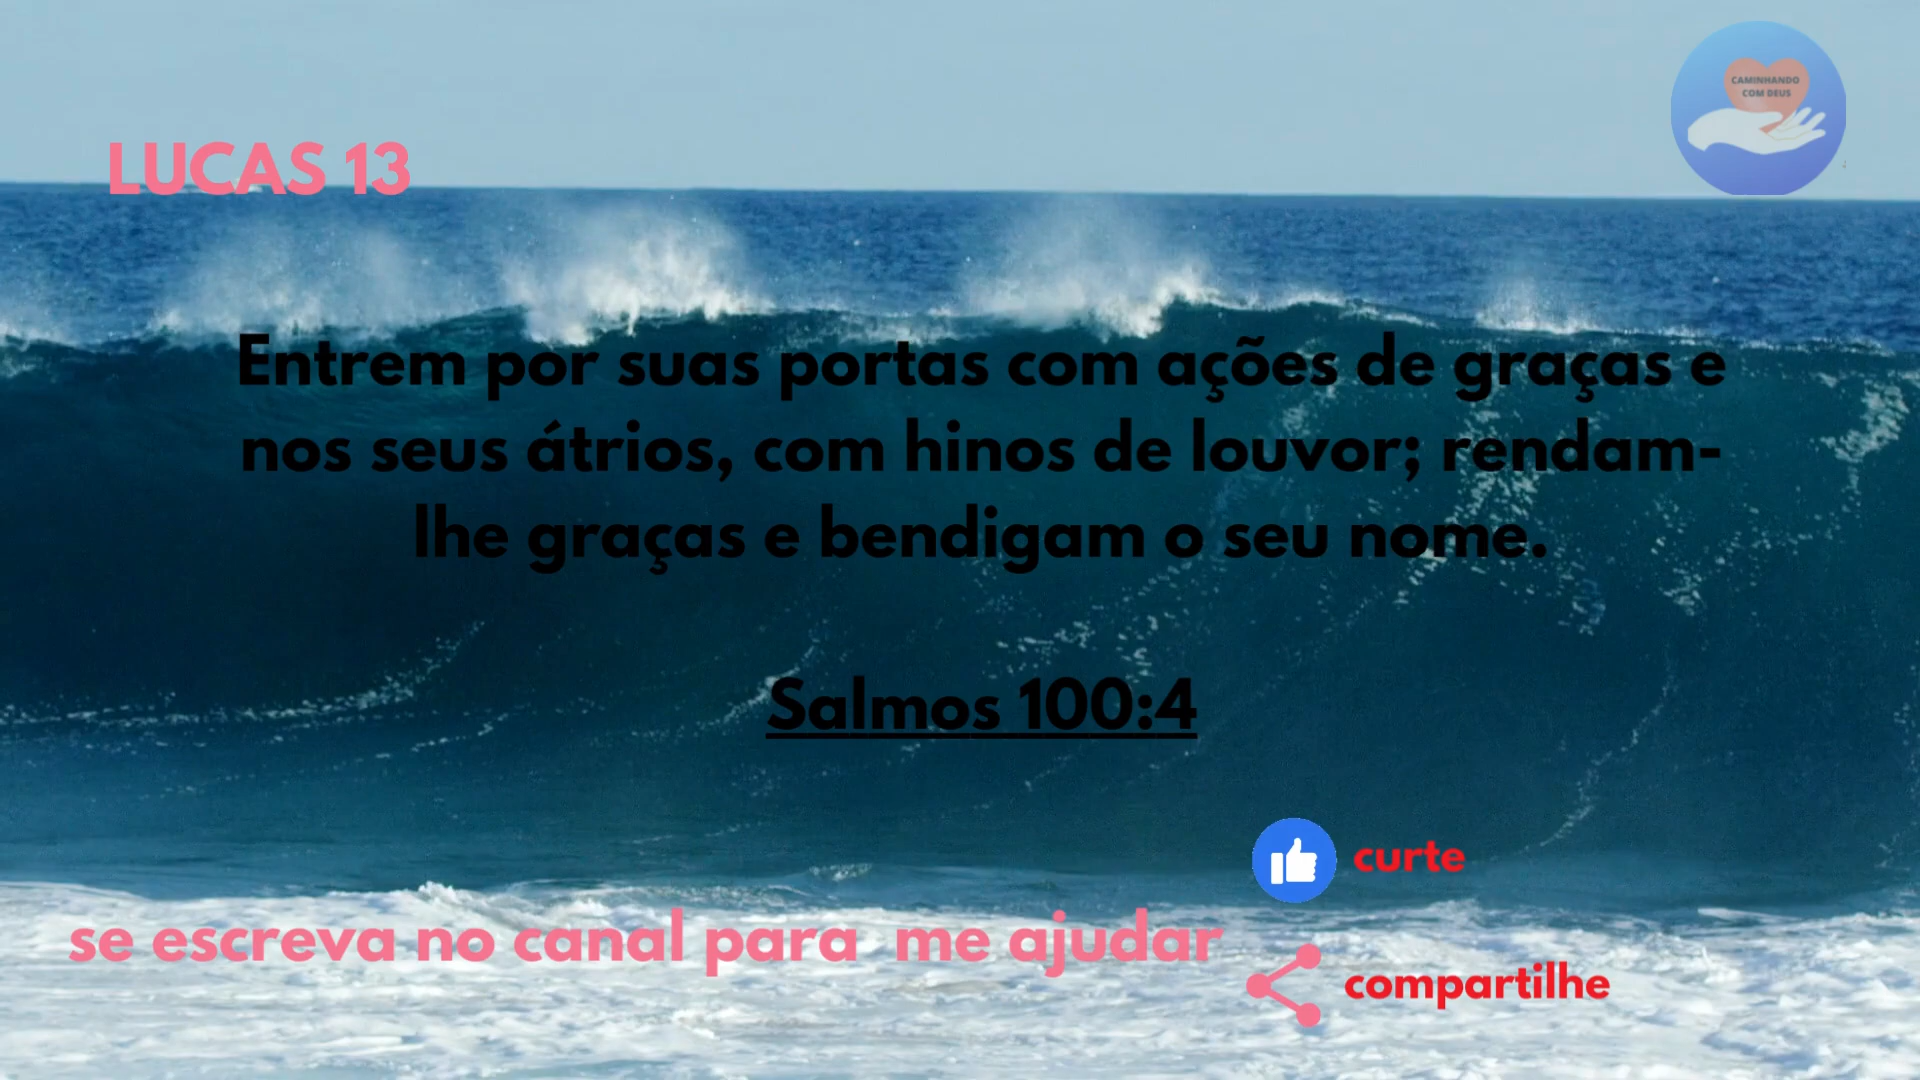 CAMINHANDO
COM DEUS
LUCAS 13
Entrem por suas portas com ações de graças e
nos seus átrios, com hinos de louvor; rendam-
lhe graças e bendigam o seu nome.
Salmos 100:4
curte
se escreva no canal para me ajudar
compartilhe